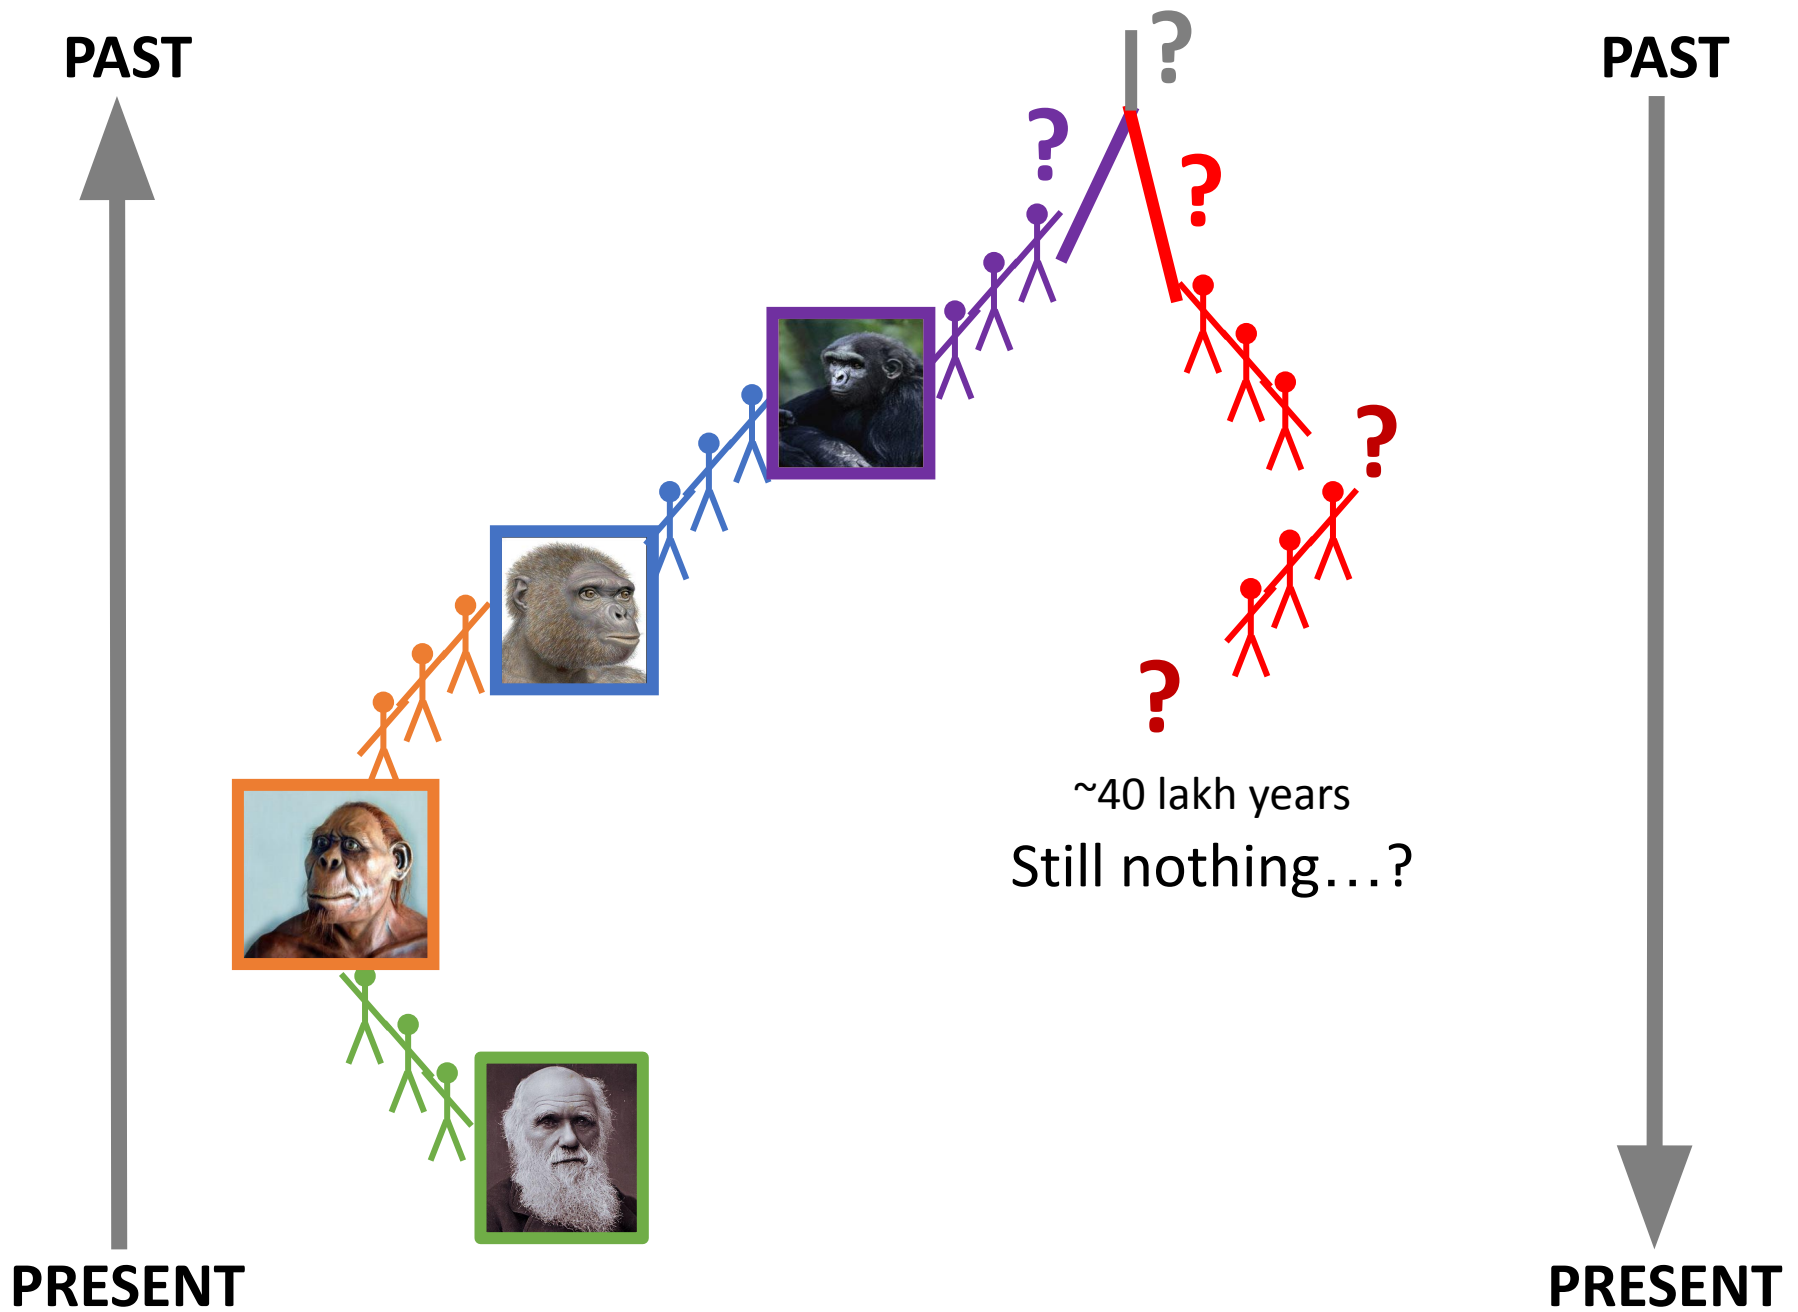 PAST
?
PAST
?
?
?
?
~40 lakh years
Still nothing...?
PRESENT
PRESENT